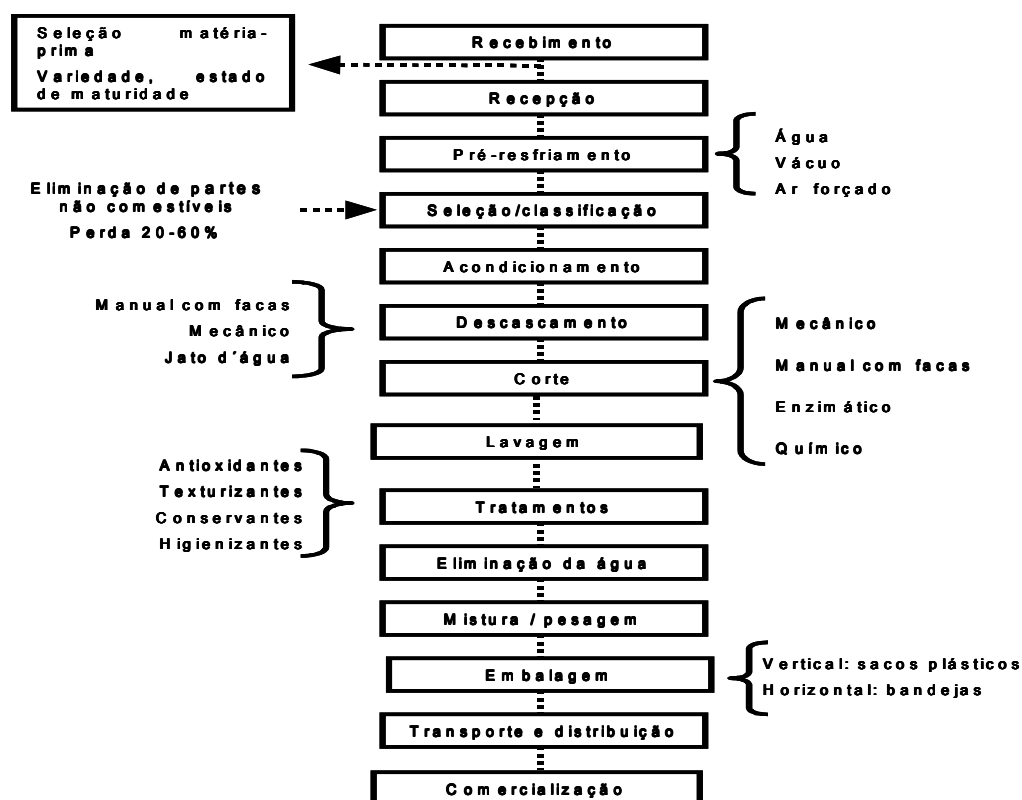 Seleção matéria-
prima
Variedade, estado
de maturidade
Recebimento
Recepção
Pré-resfriamento
Água
Vácuo
Ar forçado
Eliminação de partes
não comestíveis
Perda 20-60%
Seleção/classificação
Acondicionamento
Manual com facas
Mecânico
Jato d´água
Descascamento
Corte
Mecânico
Manual com facas
Enzimático
Químico
Lavagem
Antioxidantes
Texturizantes
Conservantes
Higienizantes
Tratamentos
Eliminação da água
Mistura / pesagem
Embalagem
Vertical: sacos plásticos
Horizontal: bandejas
Transporte e distribuição
Comercialização